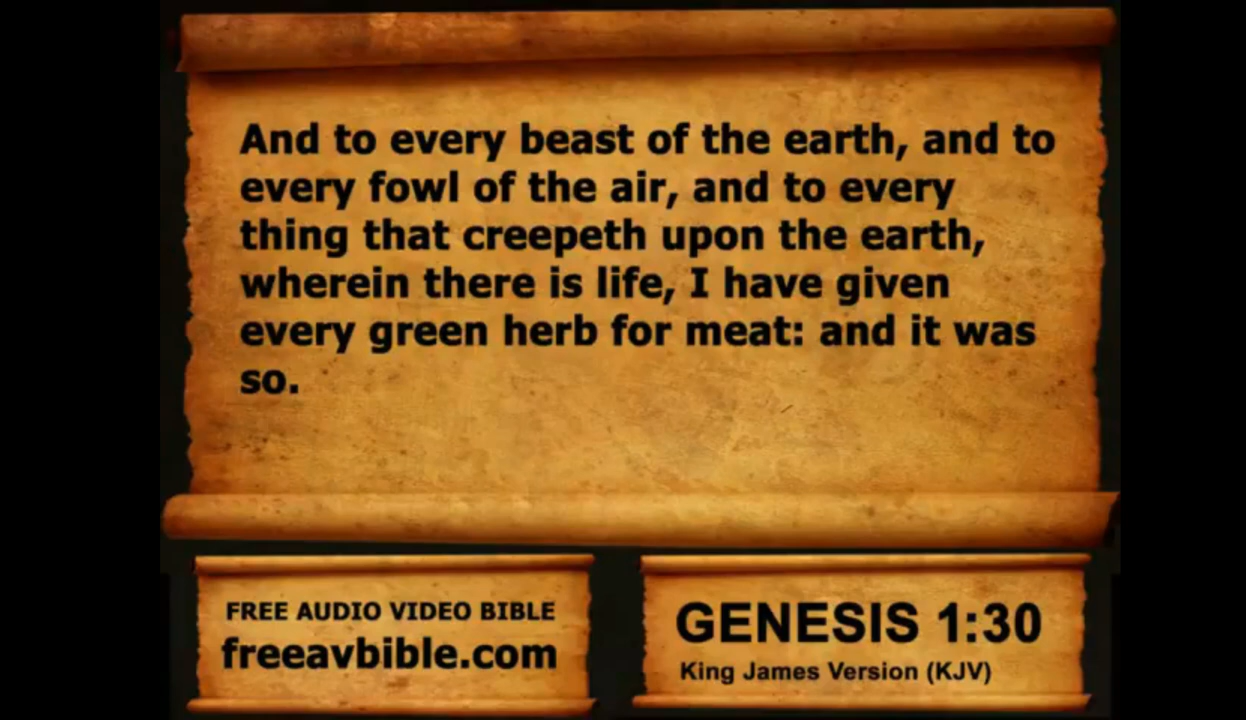 And to every beast of the earth, and to
every fowl of the air, and to every
thing that creepeth upon the earth,
wherein there is life, I have given
every green herb for meat: and it was
so.
FREE AUDIO VIDEO BIBLE
freeavbible.com
GENESIS 1:30
King James Version (KJV)